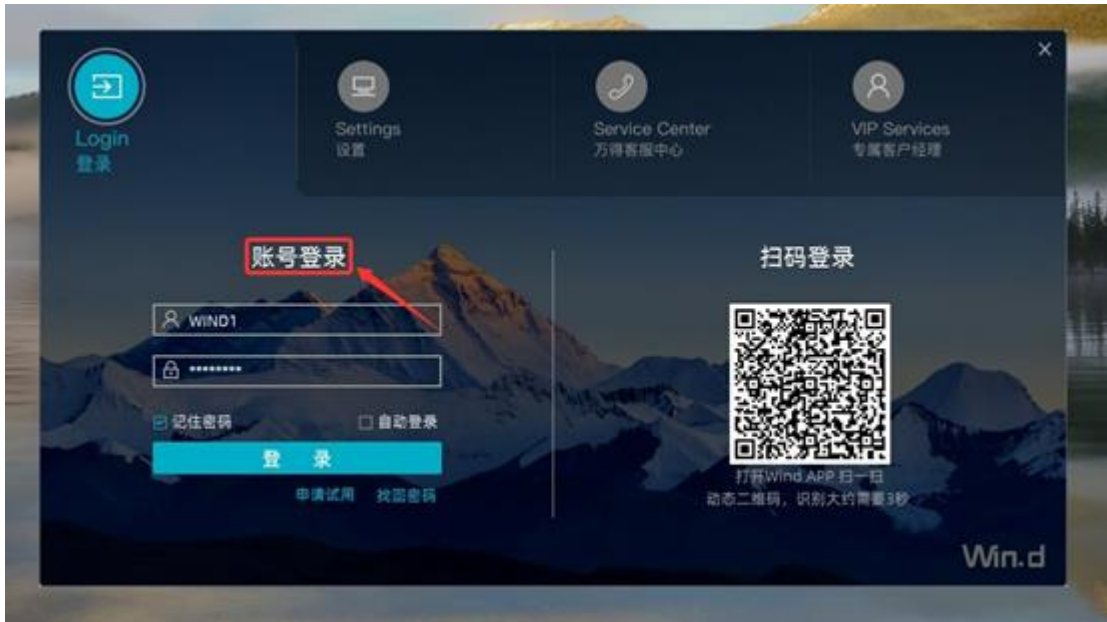 Login
登录
Settings
设置
Service Center
万得客服中心
VIP Services
专属客户经理
账号登录
WIND1
********
记住密码
自动登录
登 录
申请试用 找回密码
扫码登录
打开Wind APP 扫一扫
动态二维码，识别大约需要3秒
Win.d